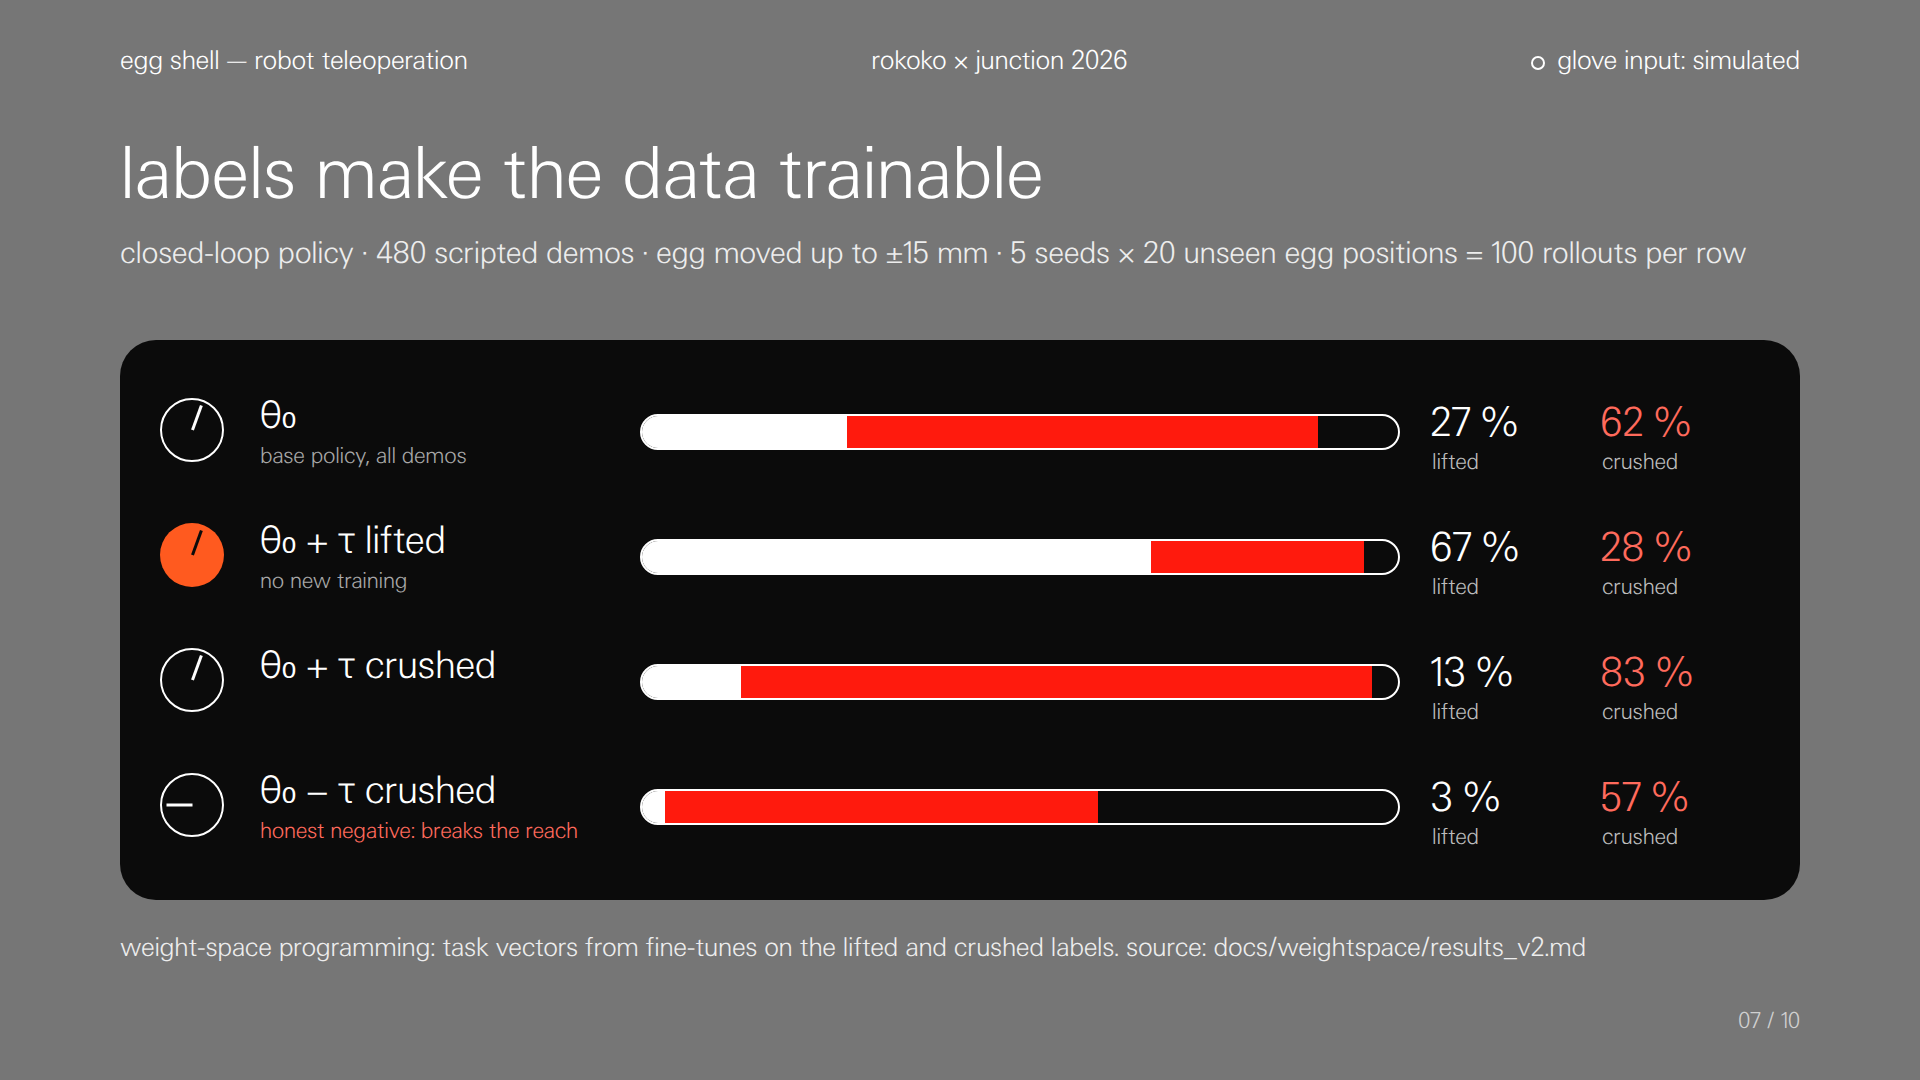 egg shell — robot teleoperation
rokoko × junction 2026
glove input: simulated
labels make the data trainable
closed-loop policy · 480 scripted demos · egg moved up to ±15 mm · 5 seeds × 20 unseen egg positions = 100 rollouts per row
θ₀
base policy, all demos
27 %
lifted
62 %
crushed
θ₀ + τ lifted
no new training
67 %
lifted
28 %
crushed
θ₀ + τ crushed
13 %
lifted
83 %
crushed
θ₀ – τ crushed
honest negative: breaks the reach
3 %
lifted
57 %
crushed
weight-space programming: task vectors from fine-tunes on the lifted and crushed labels. source: docs/weightspace/results_v2.md
07 / 10